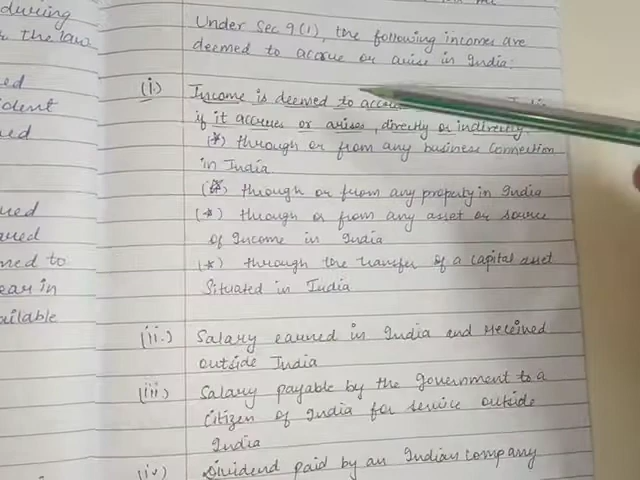 during
the law
Under Sec 9(1), the following incomes are
deemed to accrue or arise in India:
(i.) Income is deemed to accrue
if it accrues or arises, directly or indirectly:
(*) through or from any business connection
in India
(*) through or from any property in India
(*) through or from any asset or source
of Income in India
(*) through the transfer of a capital asset
Situated in India
(ii.) Salary earned in India and received
outside India
(iii.) Salary payable by the Government to a
Citizen of India for service outside
India
(iv) Dividend paid by an Indian company